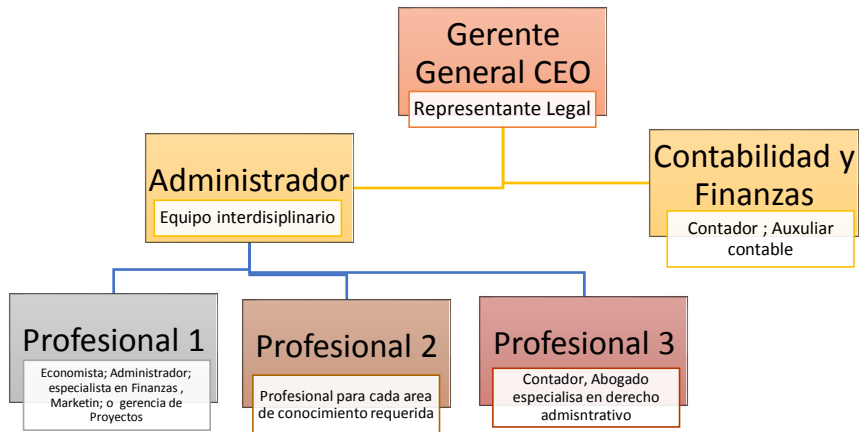 Gerente
General CEO
Representante Legal
Administrador
Equipo interdisiplinario
Contabilidad y
Finanzas
Contador ; Auxuliar
contable
Profesional 1
Economista; Administrador;
especialista en Finanzas ,
Marketin; o gerencia de
Proyectos
Profesional 2
Profesional para cada area
de conocimiento requerida
Profesional 3
Contador, Abogado
especialisa en derecho
admisntrativo